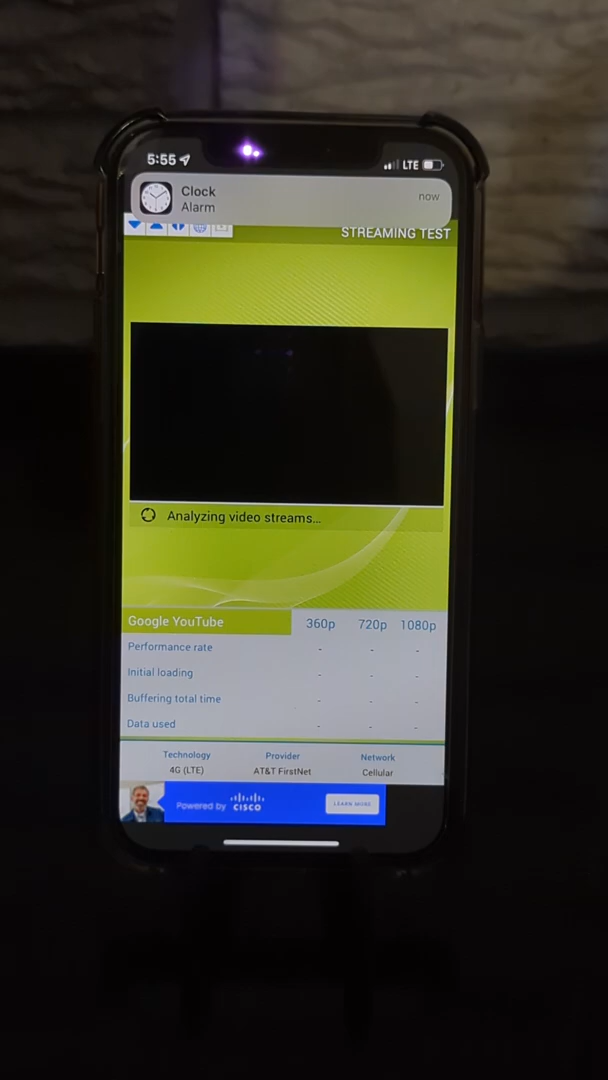 5:55 LTE
Clock
now
Alarm
STREAMING TEST
Analyzing video streams...
Google YouTube 360p 720p 1080p
Performance rate - - -
Initial loading - - -
Buffering total time - - -
Data used - - -
Technology Provider Network
4G (LTE) AT&T FirstNet Cellular
Powered by CISCO LEARN MORE